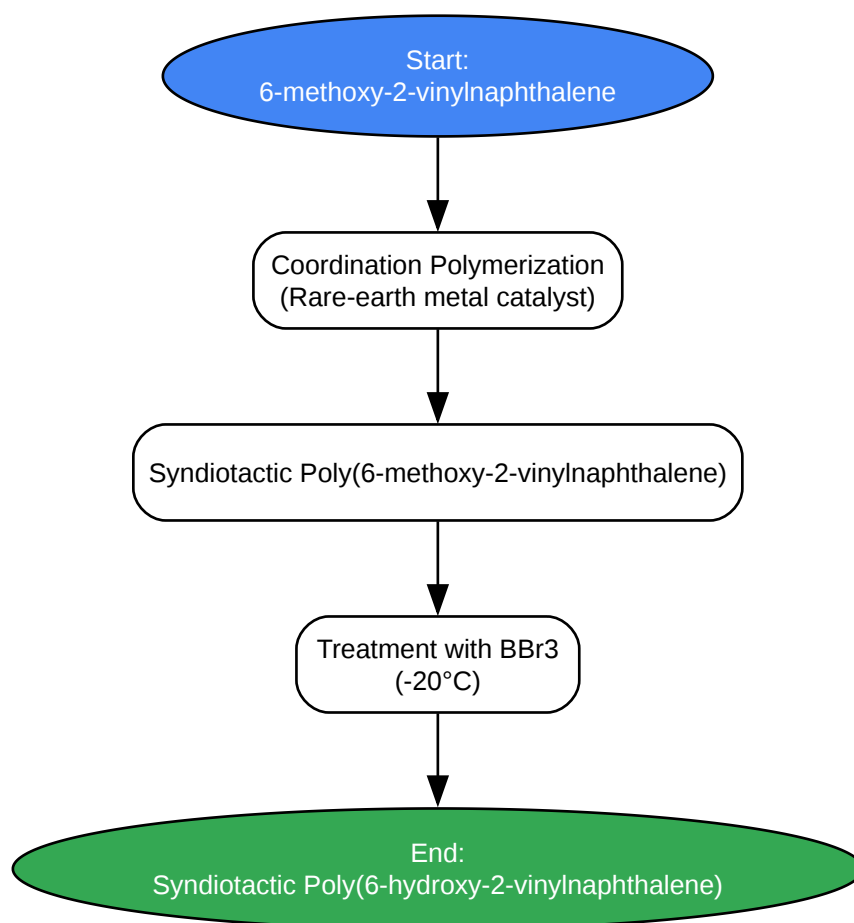 Start:
6-methoxy-2-vinylnaphthalene
Coordination Polymerization
(Rare-earth metal catalyst)
Syndiotactic Poly(6-methoxy-2-vinylnaphthalene)
Treatment with BBr3
(-20°C)
End:
Syndiotactic Poly(6-hydroxy-2-vinylnaphthalene)